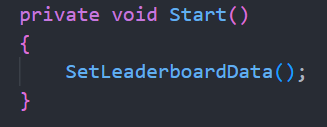 private void Start()
{
    SetLeaderboardData();
}